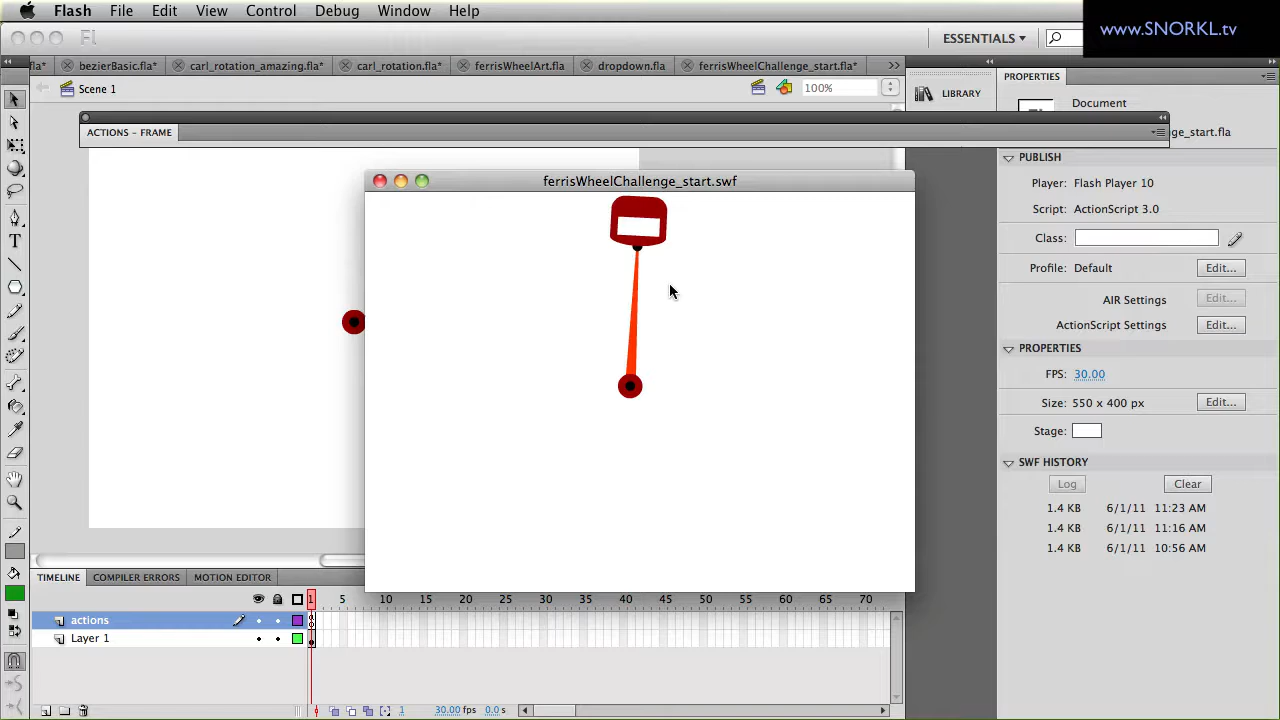 Flash File Edit View Control Debug Window Help
www.SNORKL.tv
Fl ESSENTIALS
fla* bezierBasic.fla* carl_rotation_amazing.fla* carl_rotation.fla* ferrisWheelArt.fla dropdown.fla ferrisWheelChallenge_start.fla*
PROPERTIES
Scene 1 100%
LIBRARY
Document
ACTIONS - FRAME
ge_start.fla
PUBLISH
ferrisWheelChallenge_start.swf
Player: Flash Player 10
Script: ActionScript 3.0
Class:
Profile: Default Edit...
AIR Settings Edit...
ActionScript Settings Edit...
PROPERTIES
FPS: 30.00
Size: 550 x 400 px Edit...
Stage:
SWF HISTORY
Log Clear
1.4 KB 6/1/11 11:23 AM
1.4 KB 6/1/11 11:16 AM
1.4 KB 6/1/11 10:56 AM
TIMELINE COMPILER ERRORS MOTION EDITOR
1 5 10 15 20 25 30 35 40 45 50 55 60 65 70
actions
Layer 1
1 30.00 fps 0.0s